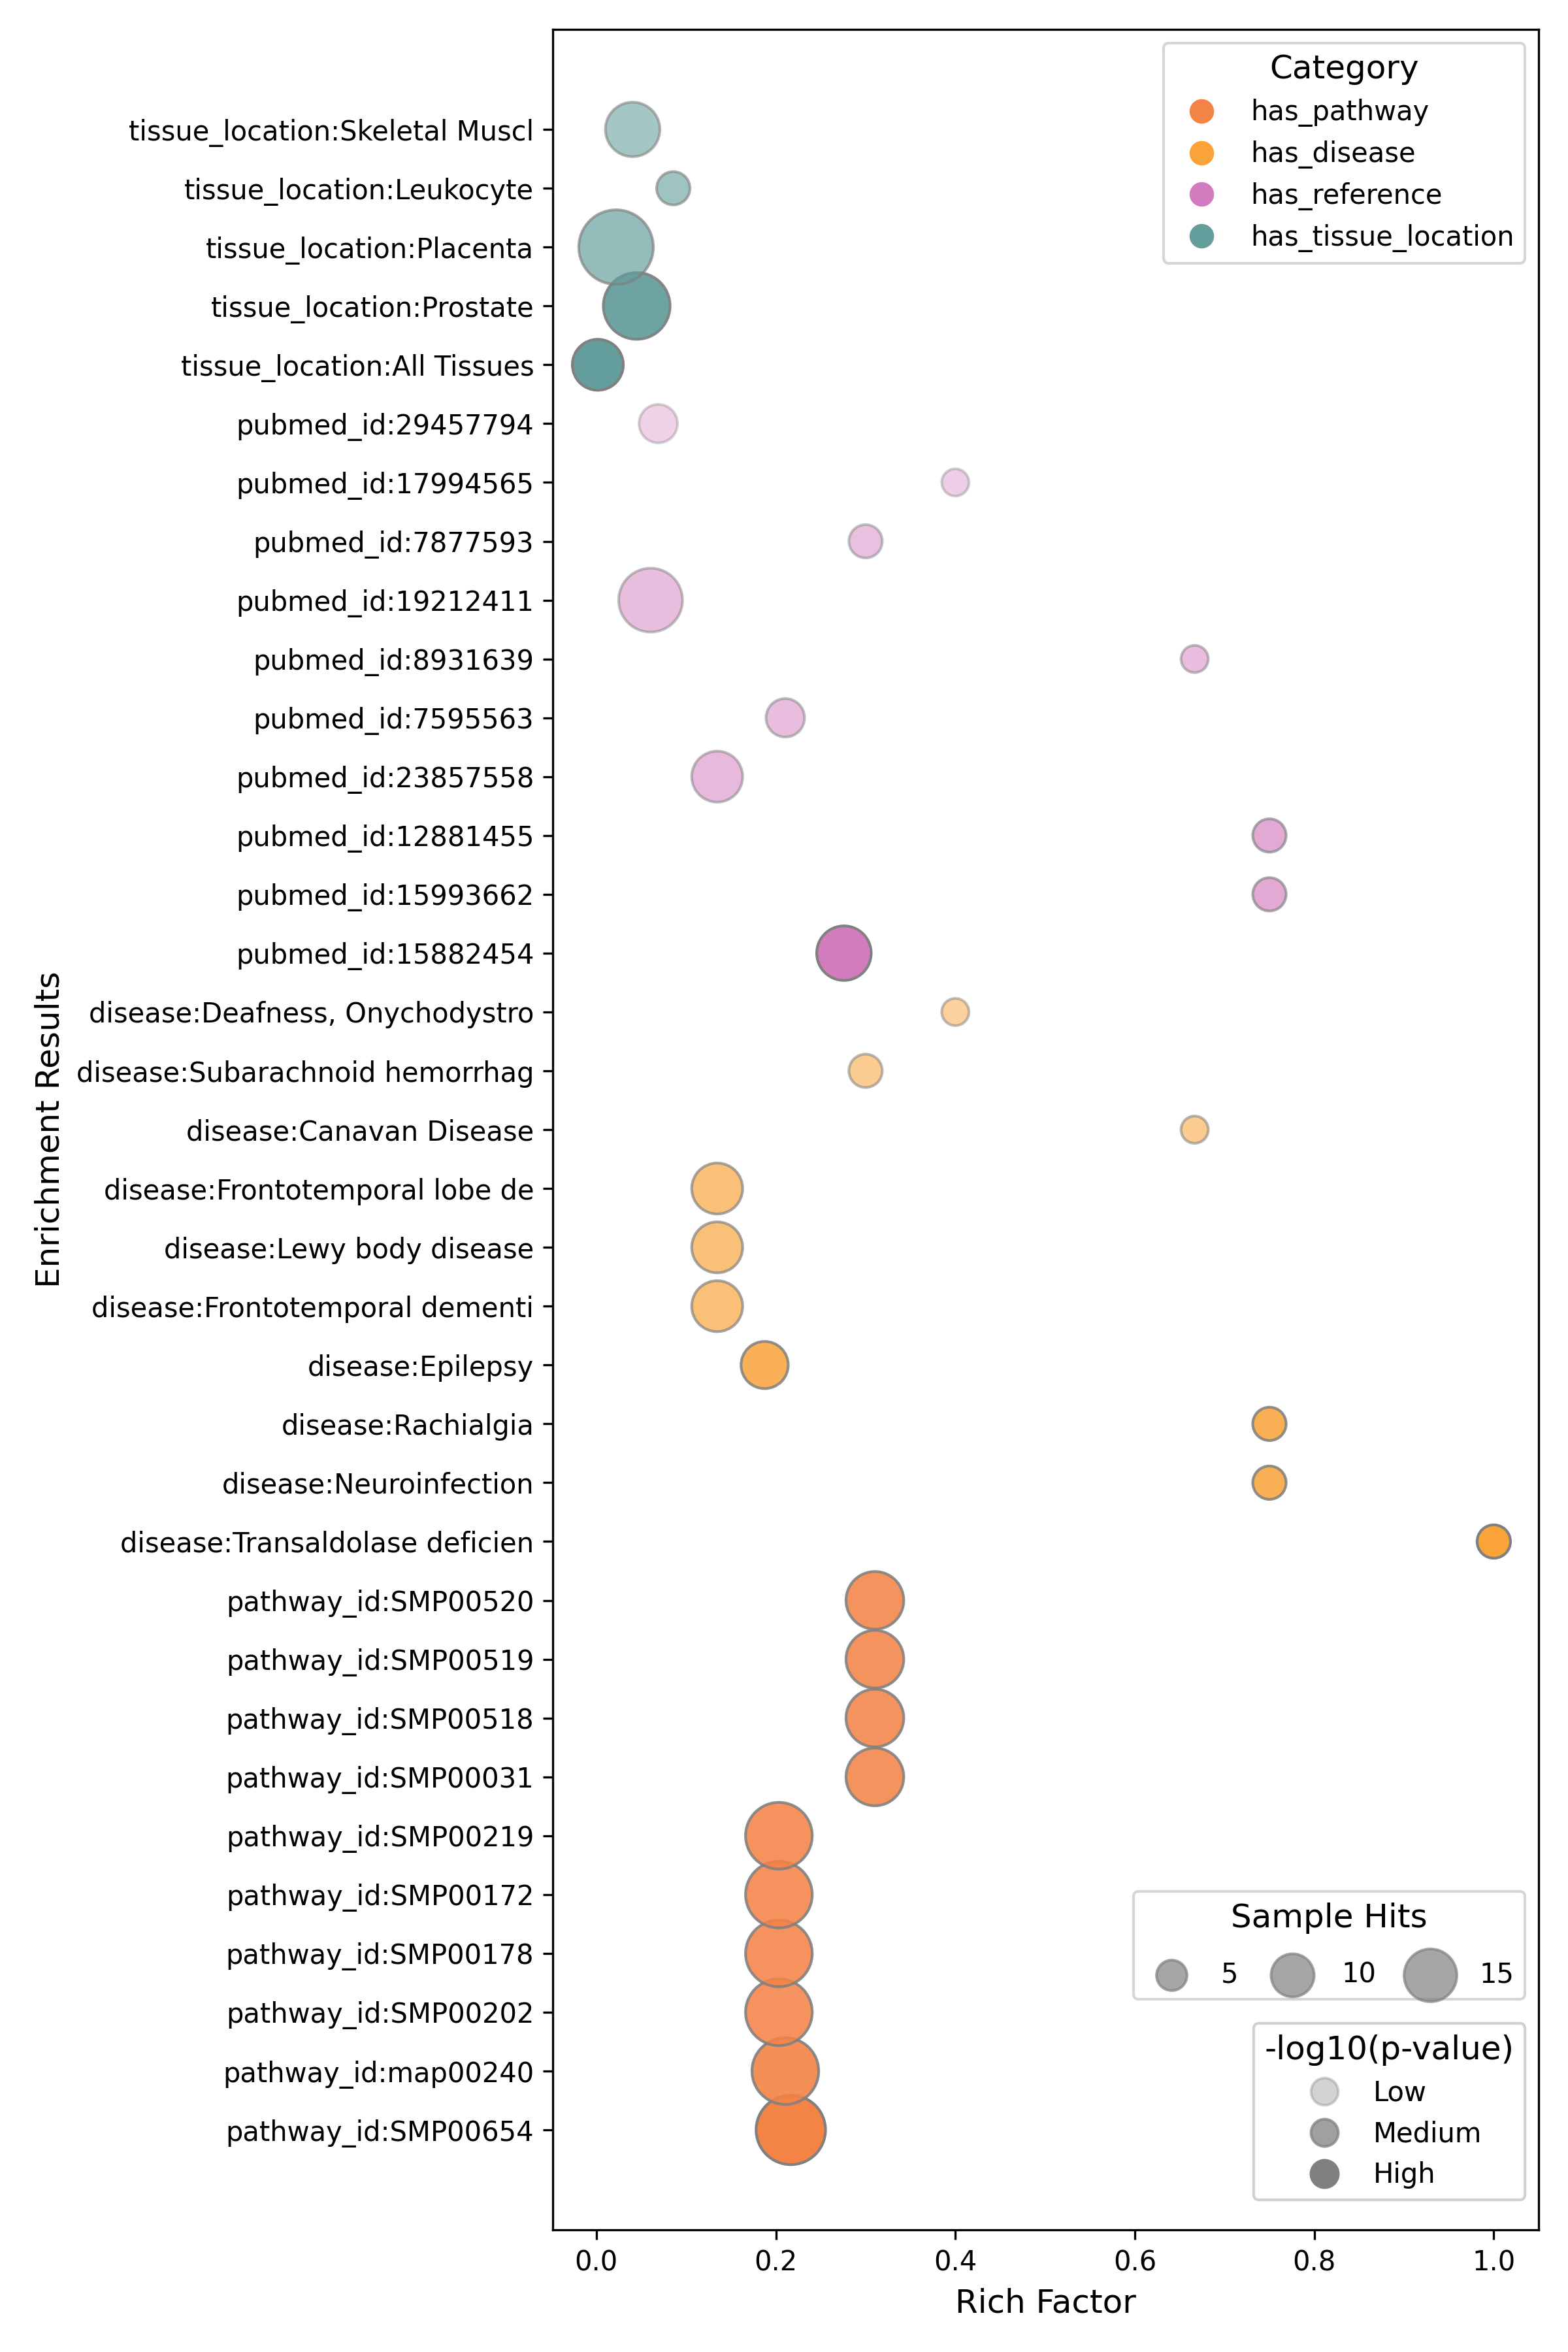 Category
has_pathway
has_disease
has_reference
has_tissue_location
tissue_location:Skeletal Muscl
tissue_location:Leukocyte
tissue_location:Placenta
tissue_location:Prostate
tissue_location:All Tissues
pubmed_id:29457794
pubmed_id:17994565
pubmed_id:7877593
pubmed_id:19212411
pubmed_id:8931639
pubmed_id:7595563
pubmed_id:23857558
pubmed_id:12881455
pubmed_id:15993662
pubmed_id:15882454
disease:Deafness, Onychodystro
disease:Subarachnoid hemorrhag
disease:Canavan Disease
disease:Frontotemporal lobe de
disease:Lewy body disease
disease:Frontotemporal dementi
disease:Epilepsy
disease:Rachialgia
disease:Neuroinfection
disease:Transaldolase deficien
pathway_id:SMP00520
pathway_id:SMP00519
pathway_id:SMP00518
pathway_id:SMP00031
pathway_id:SMP00219
pathway_id:SMP00172
pathway_id:SMP00178
pathway_id:SMP00202
pathway_id:map00240
pathway_id:SMP00654
Enrichment Results
Sample Hits
5 10 15
-log10(p-value)
Low
Medium
High
0.0 0.2 0.4 0.6 0.8 1.0
Rich Factor